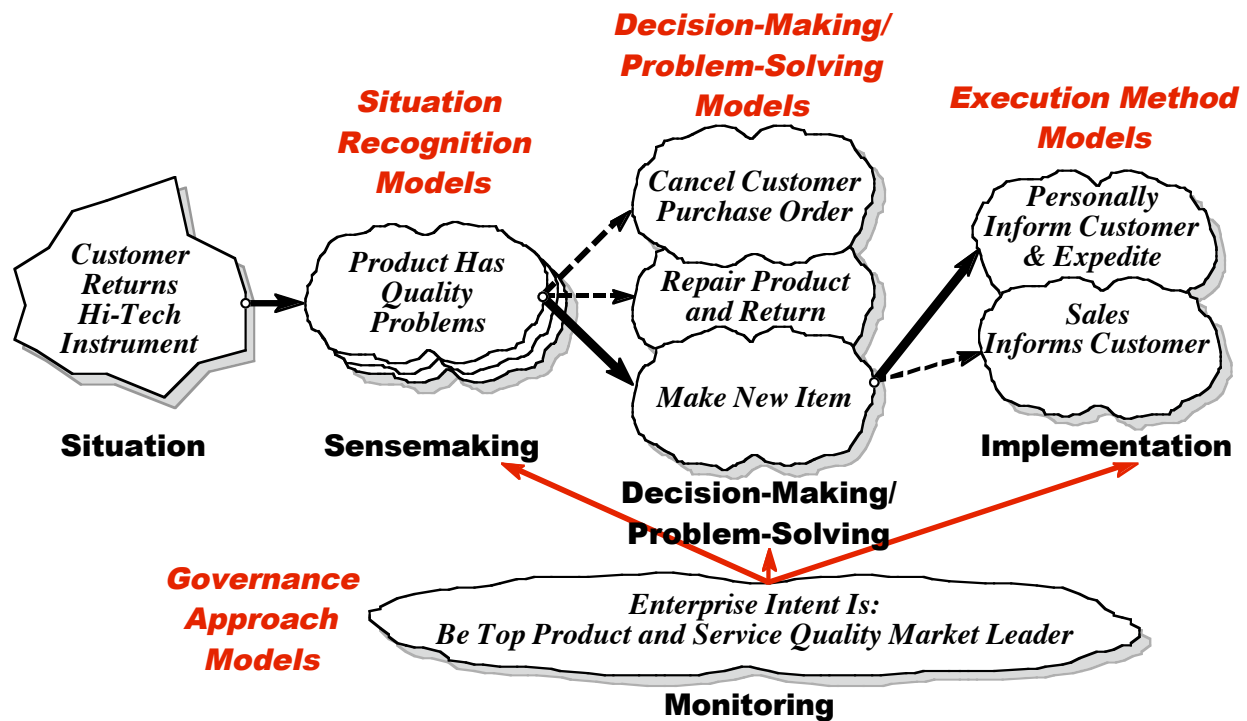 Decision-Making/
Problem-Solving
Models
Situation
Recognition
Models
Execution Method
Models
Customer
Returns
Hi-Tech
Instrument
Product Has
Quality
Problems
Cancel Customer
Purchase Order
Repair Product
and Return
Make New Item
Personally
Inform Customer
& Expedite
Sales
Informs Customer
Situation
Sensemaking
Decision-Making/
Problem-Solving
Implementation
Governance
Approach
Models
Enterprise Intent Is:
Be Top Product and Service Quality Market Leader
Monitoring